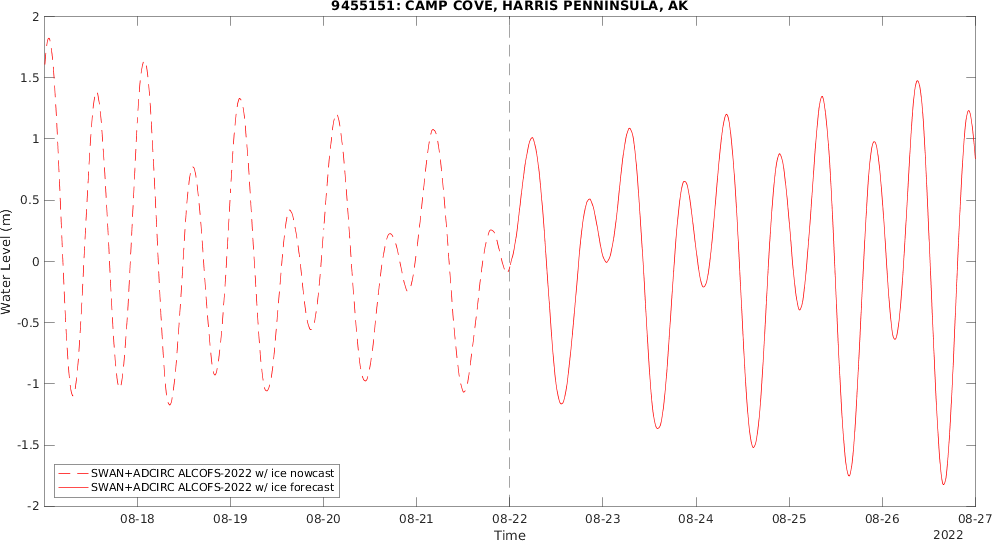 9455151: CAMP COVE, HARRIS PENNINSULA, AK
2
1.5
1
0.5
0
-0.5
-1
-1.5
-2
Water Level (m)
SWAN+ADCIRC ALCOFS-2022 w/ ice nowcast
SWAN+ADCIRC ALCOFS-2022 w/ ice forecast
08-18 08-19 08-20 08-21 08-22 08-23 08-24 08-25 08-26 08-27
Time
2022